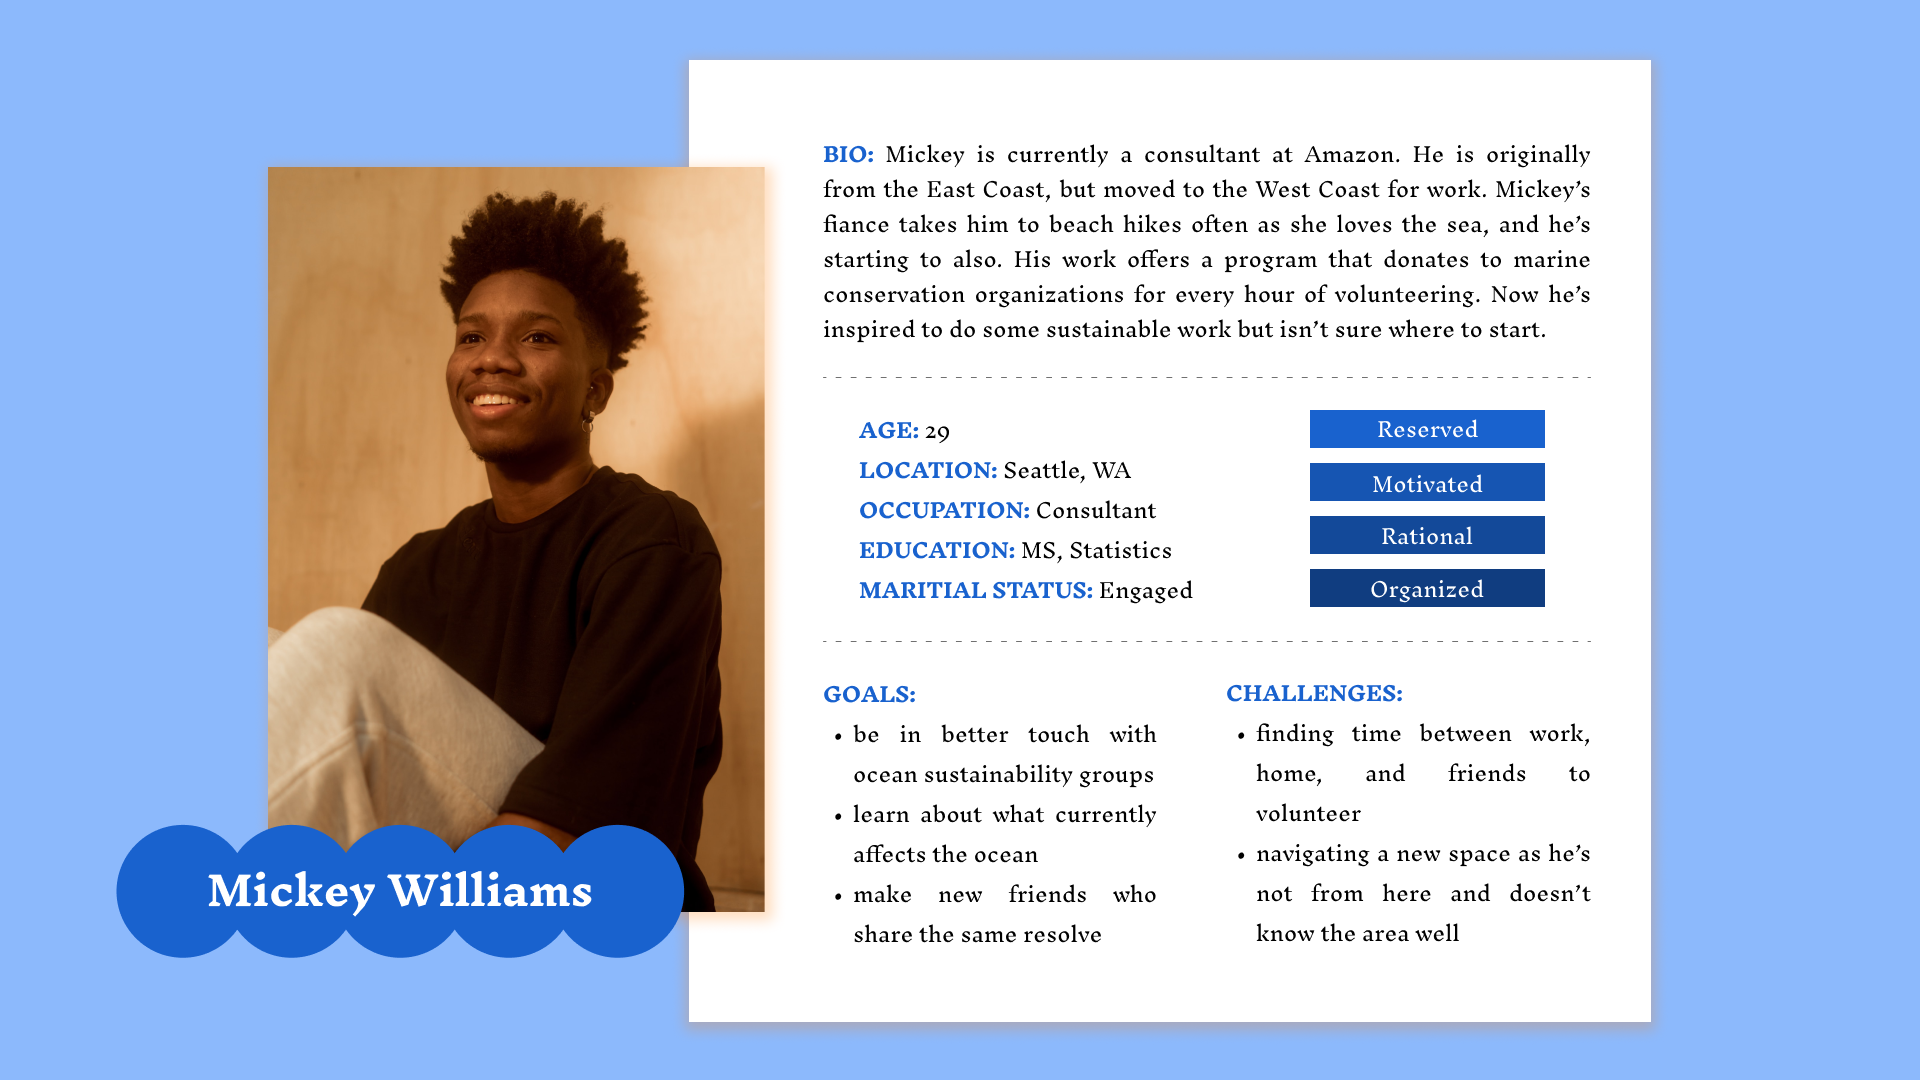 BIO: Mickey is currently a consultant at Amazon. He is originally
from the East Coast, but moved to the West Coast for work. Mickey’s
fiance takes him to beach hikes often as she loves the sea, and he’s
starting to also. His work offers a program that donates to marine
conservation organizations for every hour of volunteering. Now he’s
inspired to do some sustainable work but isn’t sure where to start.
AGE: 29
LOCATION: Seattle, WA
OCCUPATION: Consultant
EDUCATION: MS, Statistics
MARITIAL STATUS: Engaged
Reserved
Motivated
Rational
Organized
GOALS:
• be in better touch with
ocean sustainability groups
• learn about what currently
affects the ocean
• make new friends who
share the same resolve
CHALLENGES:
• finding time between work,
home, and friends to
volunteer
• navigating a new space as he’s
not from here and doesn’t
know the area well
Mickey Williams